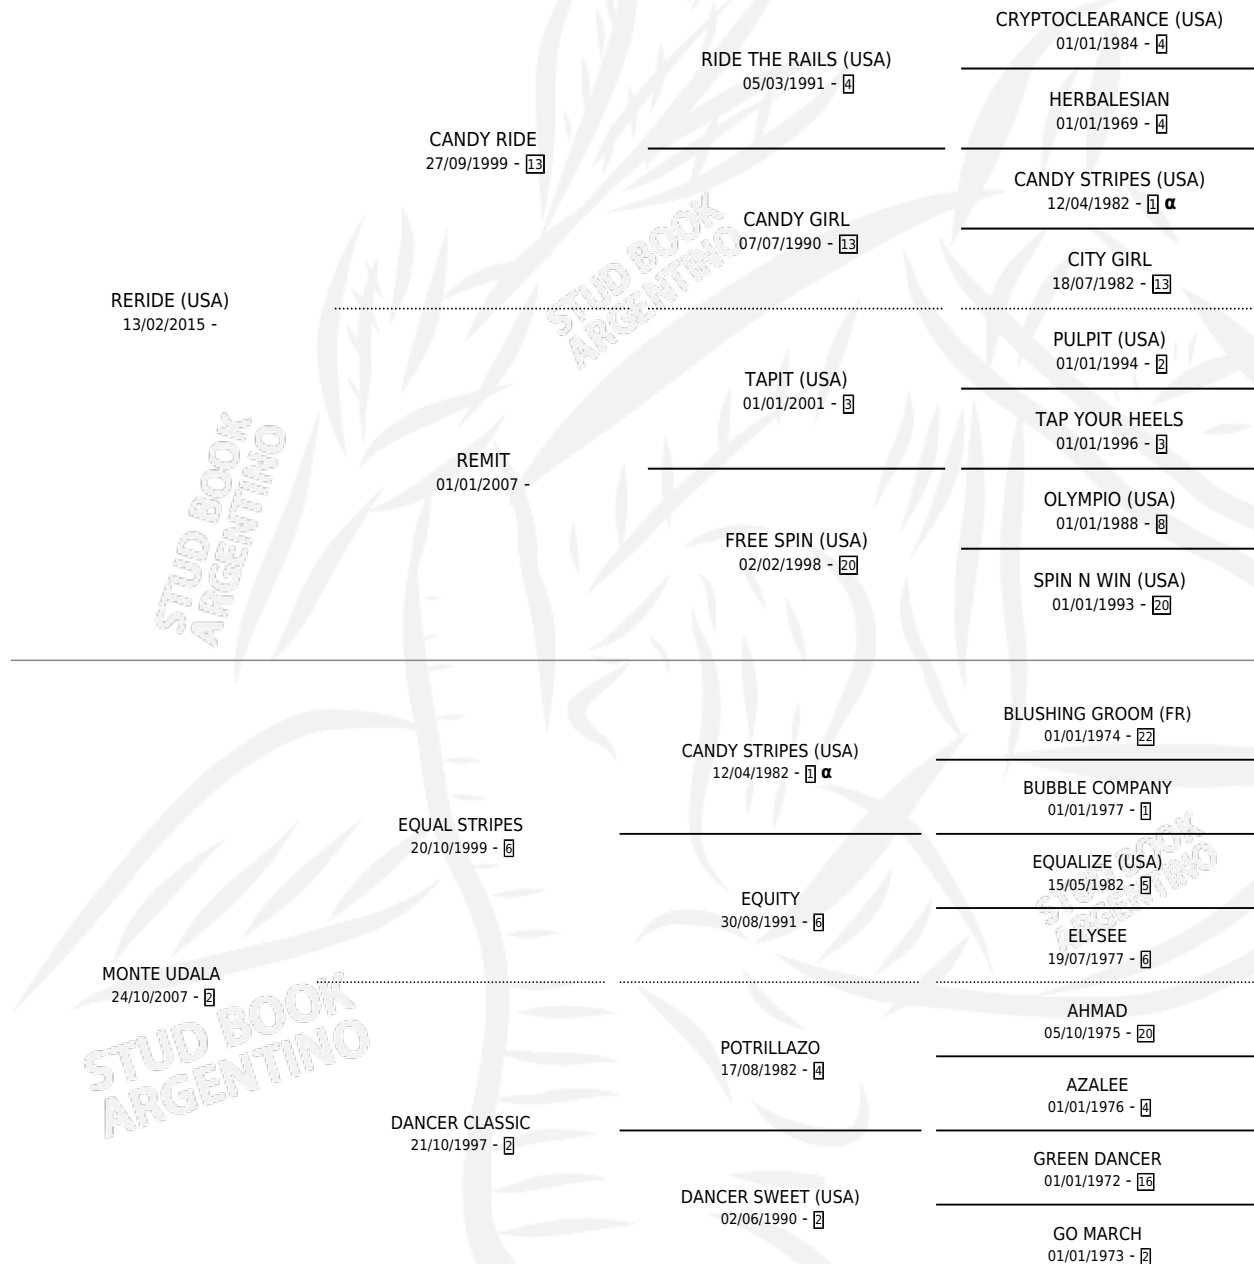 CRYPTOCLEARANCE (USA)
01/01/1984 - 4
RIDE THE RAILS (USA)
05/03/1991 - 4
HERBALESIAN
01/01/1969 - 4
CANDY RIDE
27/09/1999 - 13
CANDY STRIPES (USA)
12/04/1982 - 1 α
CANDY GIRL
07/07/1990 - 13
CITY GIRL
18/07/1982 - 13
RERIDE (USA)
13/02/2015 -
PULPIT (USA)
01/01/1994 - 2
TAPIT (USA)
01/01/2001 - 3
TAP YOUR HEELS
01/01/1996 - 3
REMIT
01/01/2007 -
OLYMPIO (USA)
01/01/1988 - 8
FREE SPIN (USA)
02/02/1998 - 20
SPIN N WIN (USA)
01/01/1993 - 20
BLUSHING GROOM (FR)
01/01/1974 - 22
CANDY STRIPES (USA)
12/04/1982 - 1 α
BUBBLE COMPANY
01/01/1977 - 1
EQUAL STRIPES
20/10/1999 - 6
EQUALIZE (USA)
15/05/1982 - 5
EQUITY
30/08/1991 - 6
ELYSEE
19/07/1977 - 6
MONTE UDALA
24/10/2007 - 2
AHMAD
05/10/1975 - 20
POTRILLAZO
17/08/1982 - 4
AZALEE
01/01/1976 - 4
DANCER CLASSIC
21/10/1997 - 2
GREEN DANCER
01/01/1972 - 16
DANCER SWEET (USA)
02/06/1990 - 2
GO MARCH
01/01/1973 - 2
STUD BOOK
ARGENTINO
STUD BOOK
ARGENTINO
STUD BOOK
ARGENTINO
STUD BOOK
ARGENTINO